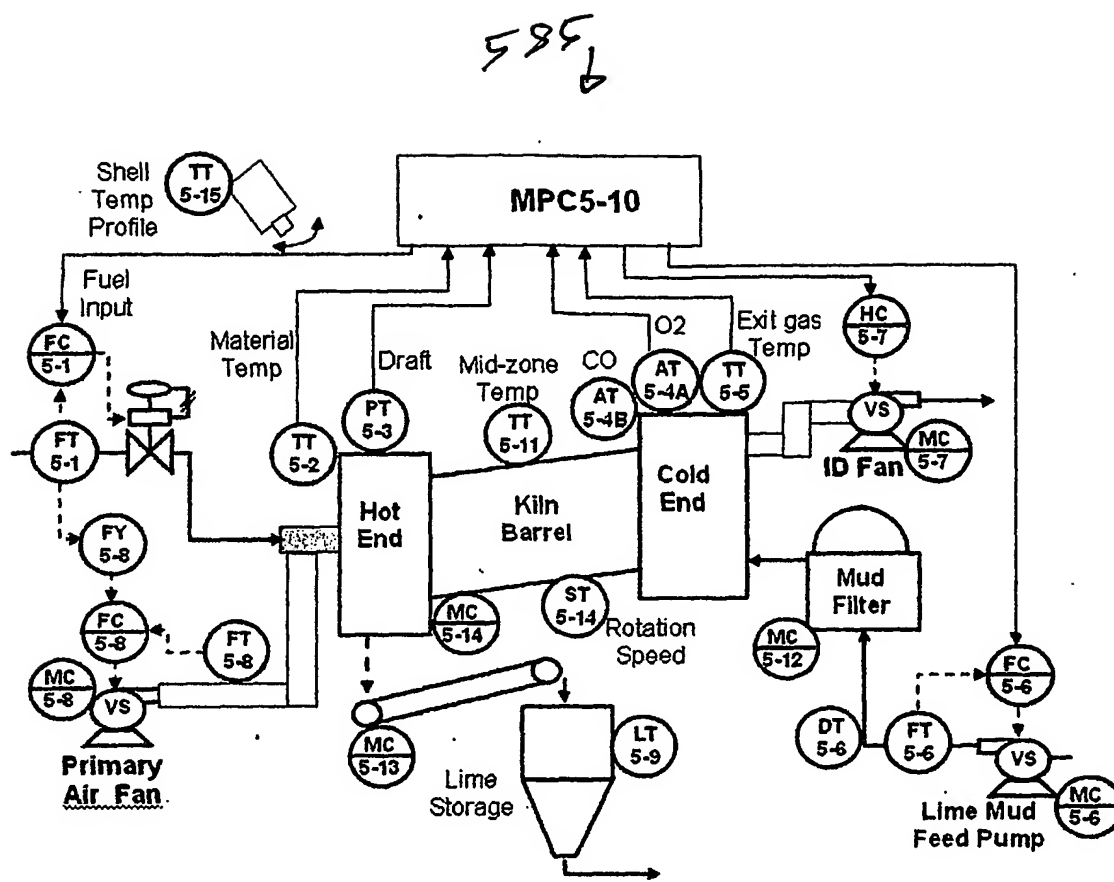 585
Shell
Temp
Profile
TT
5-15
MPC5-10
Fuel
Input
FC
5-1
FT
5-1
Material
Temp
Draft
Mid-zone
Temp
CO
O2
Exit gas
Temp
HC
5-7
TT
5-2
PT
5-3
TT
5-11
AT
5-4B
AT
5-4A
TT
5-5
VS
MC
5-7
ID Fan
FY
5-8
Hot
End
Kiln
Barrel
Cold
End
Mud
Filter
FC
5-8
FT
5-8
MC
5-14
ST
5-14
Rotation
Speed
MC
5-12
FC
5-6
MC
5-8
VS
Primary
Air Fan
MC
5-13
Lime
Storage
LT
5-9
DT
5-6
FT
5-6
VS
MC
5-6
Lime Mud
Feed Pump